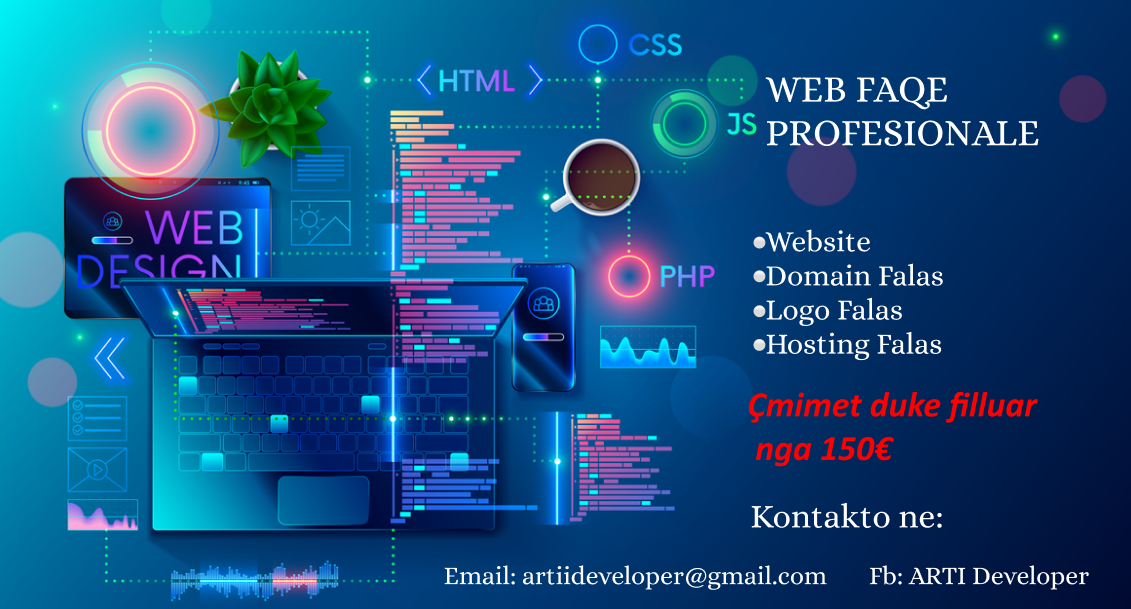 CSS
< HTML >
JS
WEB FAQE
PROFESIONALE
WEB
DESIGN
PHP
●Website
●Domain Falas
●Logo Falas
●Hosting Falas
Çmimet duke filluar
nga 150€
Kontakto ne:
Email: artiideveloper@gmail.com Fb: ARTI Developer